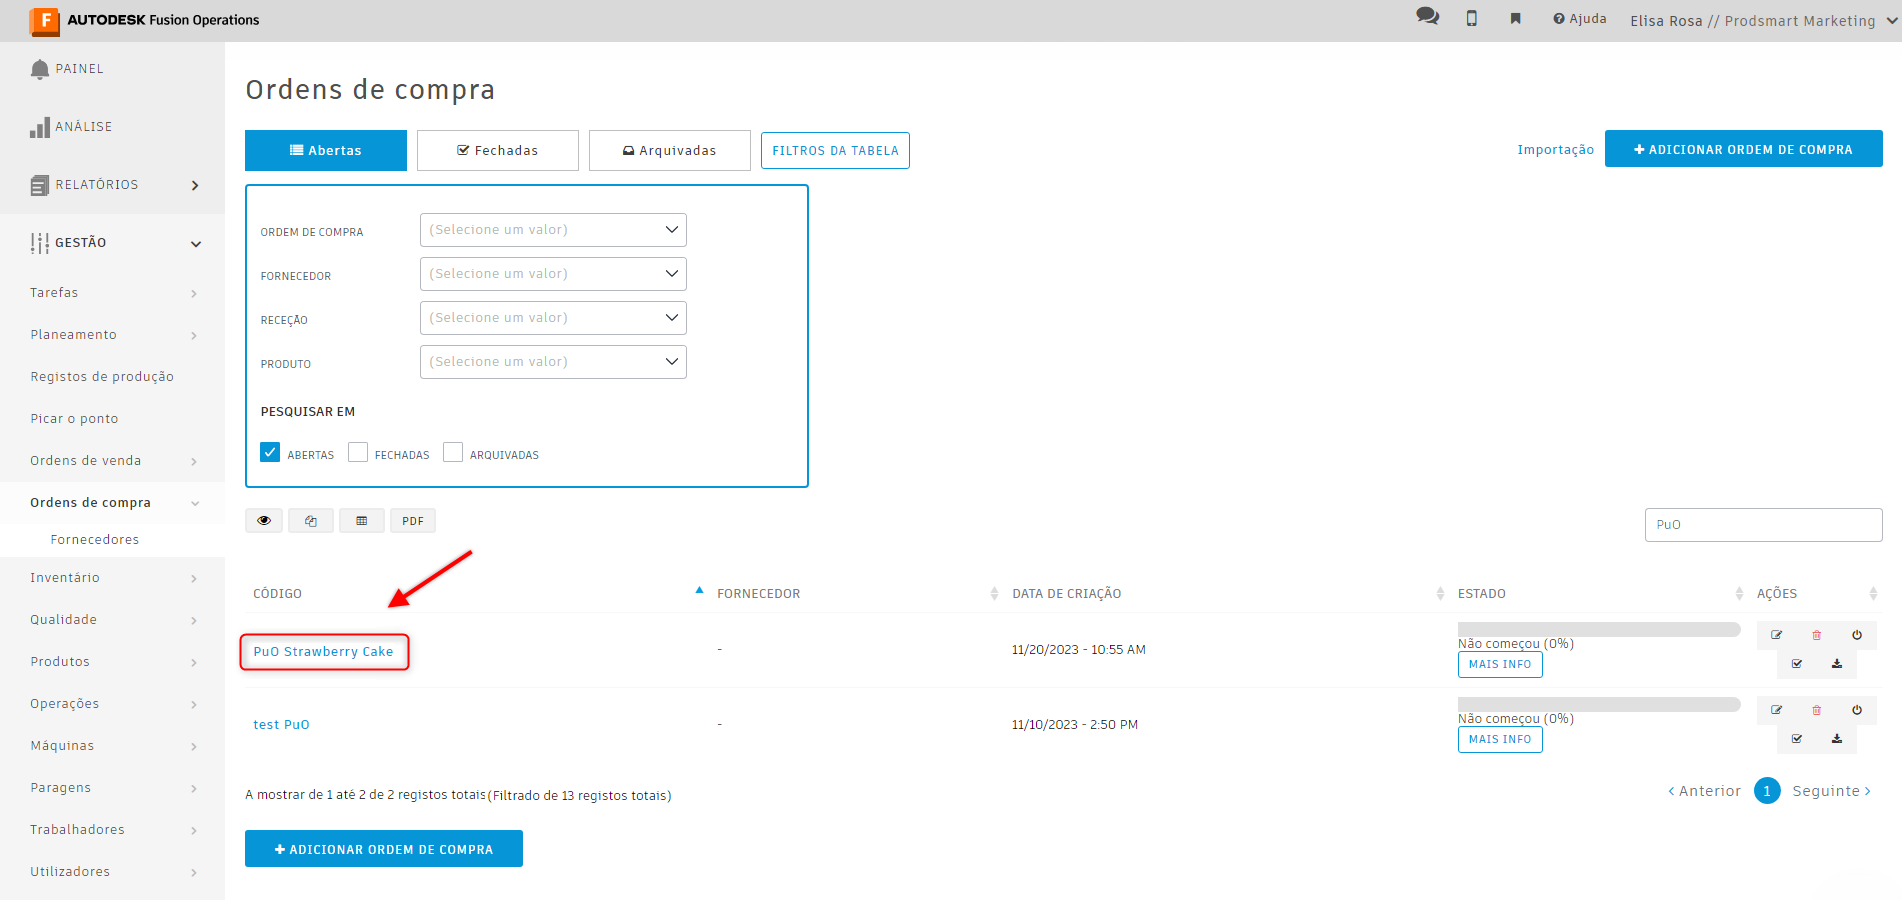 F AUTODESK Fusion Operations
Ajuda
Elisa Rosa // Prodsmart Marketing
PAINEL
ANÁLISE
RELATÓRIOS
GESTÃO
Tarefas
Planeamento
Registos de produção
Picar o ponto
Ordens de venda
Ordens de compra
Fornecedores
Inventário
Qualidade
Produtos
Operações
Máquinas
Paragens
Trabalhadores
Utilizadores
Ordens de compra
Abertas
Fechadas
Arquivadas
FILTROS DA TABELA
Importação
+ ADICIONAR ORDEM DE COMPRA
ORDEM DE COMPRA (Selecione um valor)
FORNECEDOR (Selecione um valor)
RECEÇÃO (Selecione um valor)
PRODUTO (Selecione um valor)
PESQUISAR EM
ABERTAS FECHADAS ARQUIVADAS
PDF
PuO
CÓDIGO FORNECEDOR DATA DE CRIAÇÃO ESTADO AÇÕES
PuO Strawberry Cake - 11/20/2023 - 10:55 AM Não começou (0%)
MAIS INFO
test PuO - 11/10/2023 - 2:50 PM Não começou (0%)
MAIS INFO
A mostrar de 1 até 2 de 2 registos totais (Filtrado de 13 registos totais)
‹ Anterior 1 Seguinte ›
+ ADICIONAR ORDEM DE COMPRA